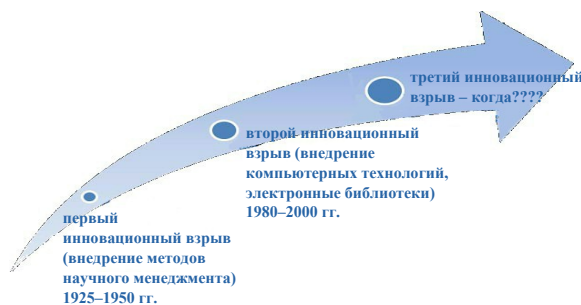 третий инновационный
взрыв – когда????
второй инновационный
взрыв (внедрение
компьютерных технологий,
электронные библиотеки)
1980–2000 гг.
первый
инновационный взрыв
(внедрение методов
научного менеджмента)
1925–1950 гг.